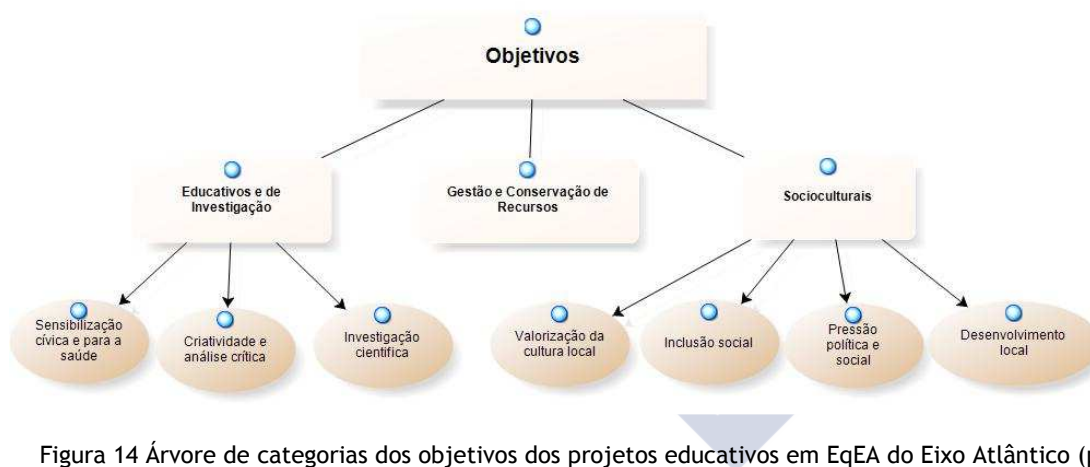 Objetivos
Educativos e de
Investigação
Gestão e Conservação de
Recursos
Socioculturais
Sensibilização
cívica e para a
saúde
Criatividade e
análise crítica
Investigação
cientifica
Valorização da
cultura local
Inclusão social
Pressão
política e
social
Desenvolvimento
local
Figura 14 Árvore de categorias dos objetivos dos projetos educativos em EqEA do Eixo Atlântico (